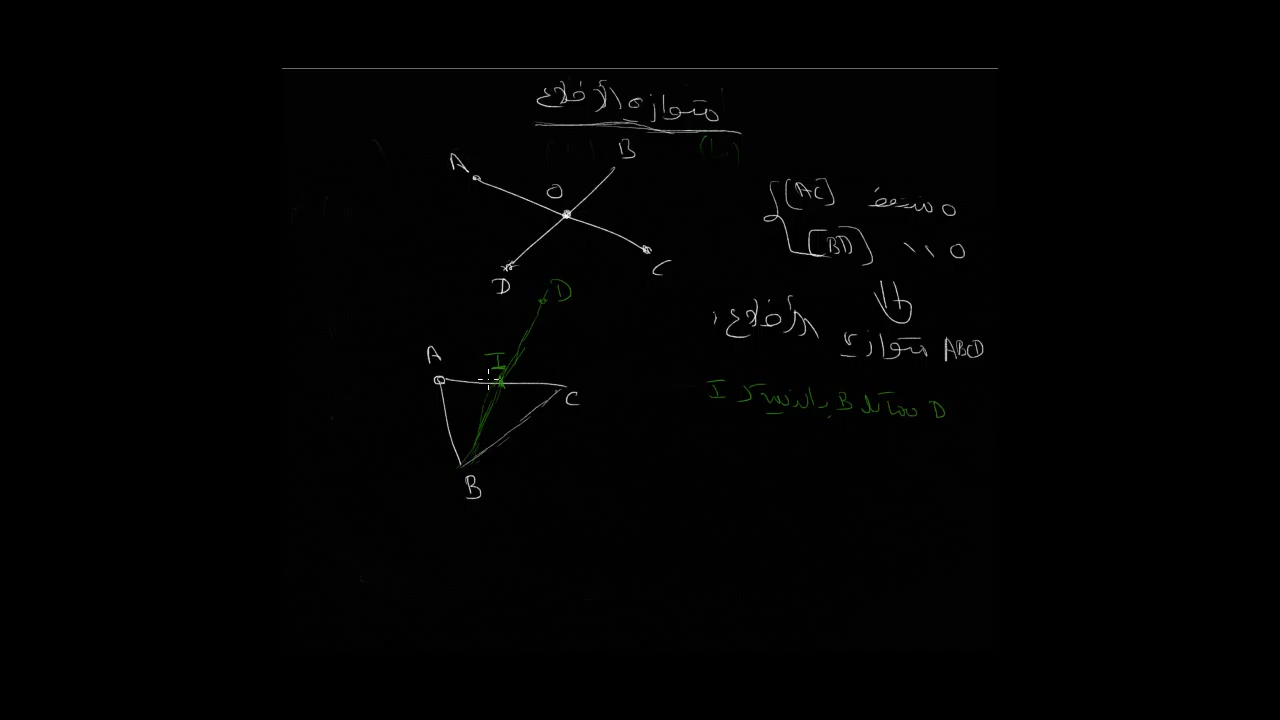 متوازي الأضلاع
A
B
O
D
C
O منتصف [AC]
O \\ [BD]
⇓
ABCD متوازي الأضلاع
D
A
I
C
B
D مماثلة B بالنسبة لـ I